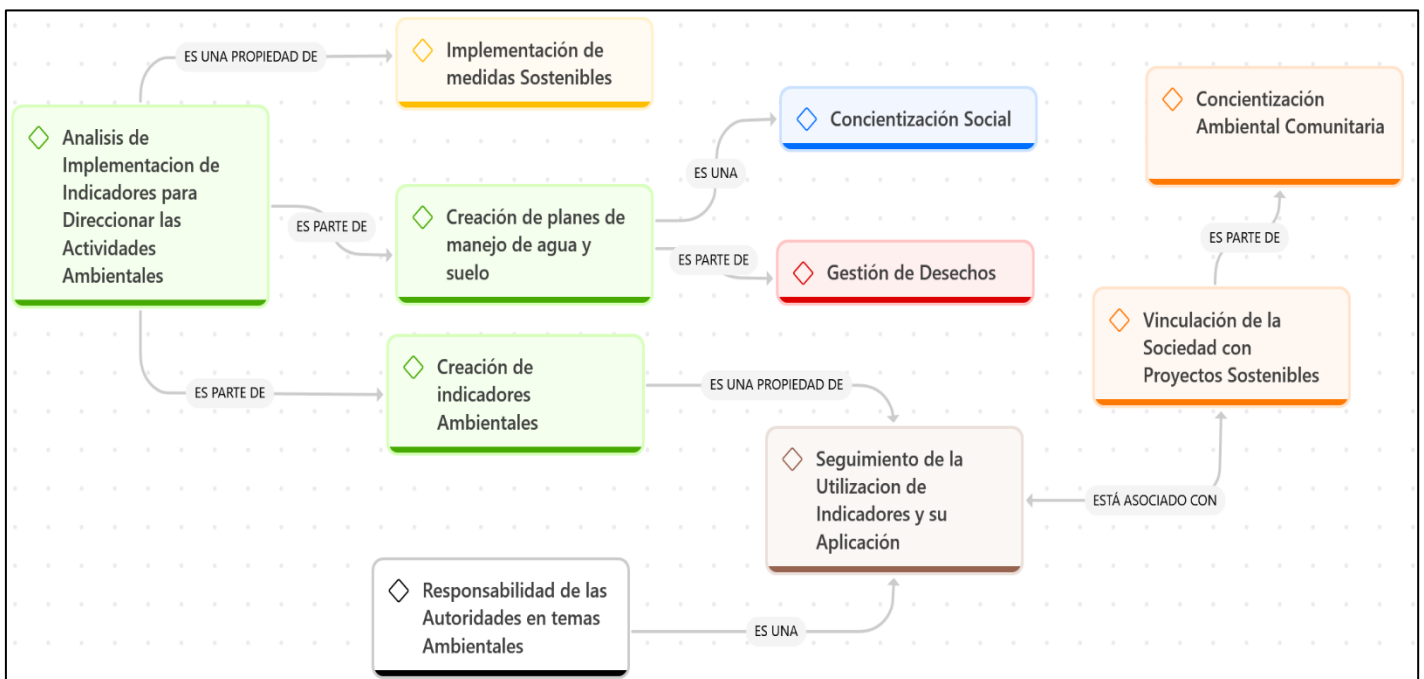 ES UNA PROPIEDAD DE
Implementación de
medidas Sostenibles
Analisis de
Implementacion de
Indicadores para
Direccionar las
Actividades
Ambientales
ES PARTE DE
Creación de planes de
manejo de agua y
suelo
ES UNA
Concientización Social
ES PARTE DE
Gestión de Desechos
ES PARTE DE
Creación de
indicadores
Ambientales
ES UNA PROPIEDAD DE
Seguimiento de la
Utilizacion de
Indicadores y su
Aplicación
Responsabilidad de las
Autoridades en temas
Ambientales
ES UNA
ESTÁ ASOCIADO CON
Vinculación de la
Sociedad con
Proyectos Sostenibles
ES PARTE DE
Concientización
Ambiental Comunitaria